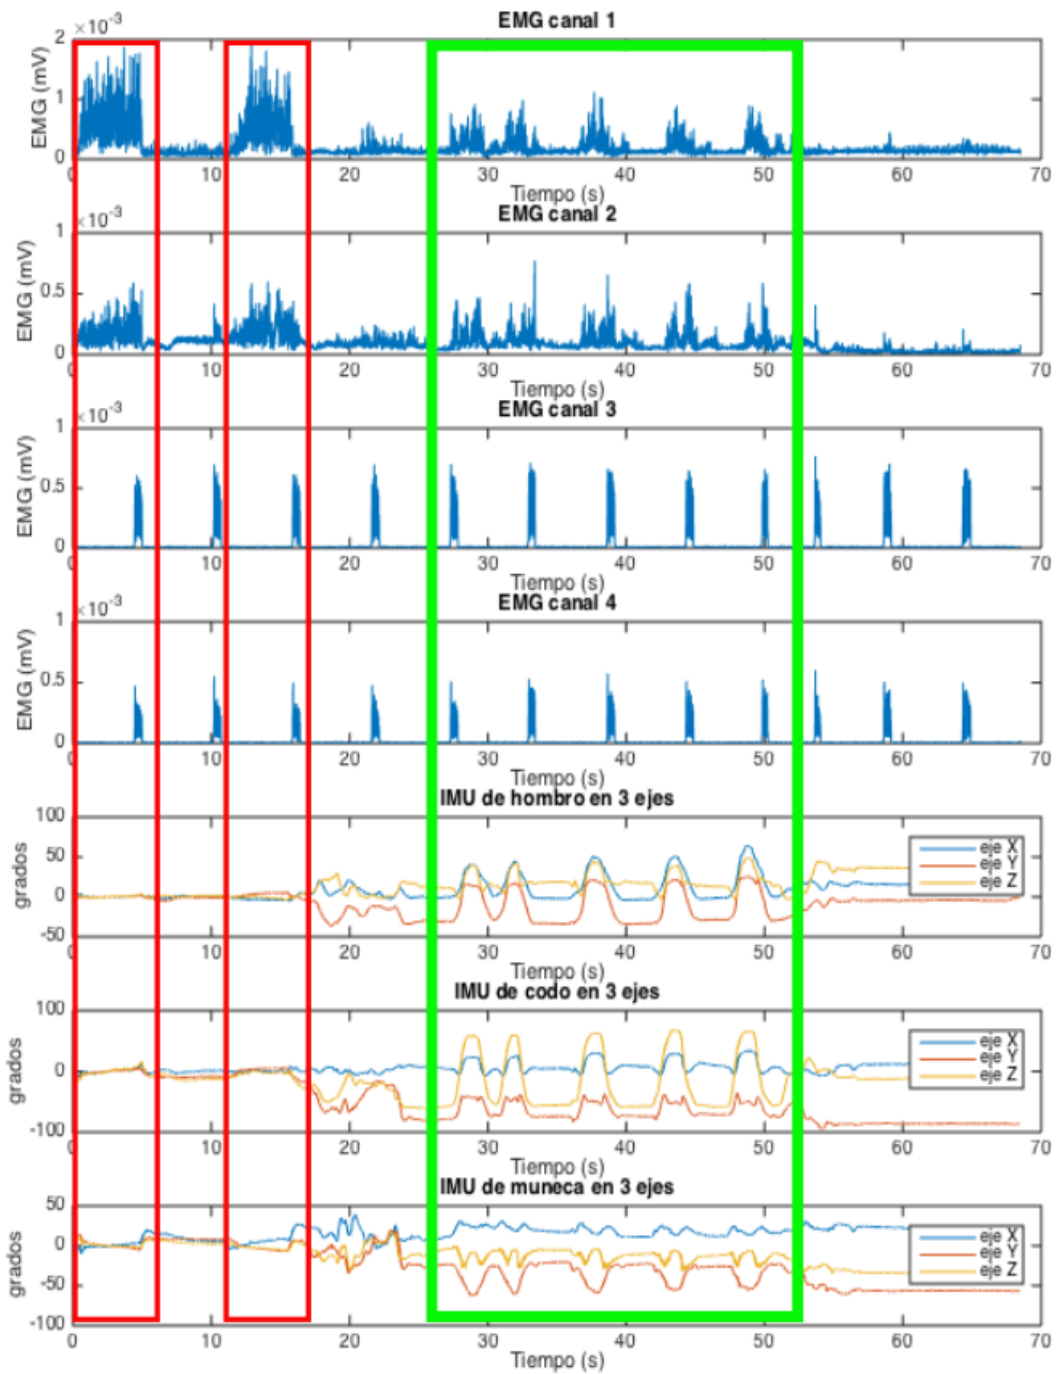 EMG canal 1
×10-3
EMG (mV)
2
1
0
0 10 20 30 40 50 60 70
Tiempo (s)
EMG canal 2
×10-3
EMG (mV)
1
0.5
0
0 10 20 30 40 50 60 70
Tiempo (s)
EMG canal 3
×10-3
EMG (mV)
1
0.5
0
0 10 20 30 40 50 60 70
Tiempo (s)
EMG canal 4
×10-3
EMG (mV)
1
0.5
0
0 10 20 30 40 50 60 70
Tiempo (s)
IMU de hombro en 3 ejes
grados
100
50
0
-50
eje X
eje Y
eje Z
0 10 20 30 40 50 60 70
Tiempo (s)
IMU de codo en 3 ejes
grados
100
0
-100
eje X
eje Y
eje Z
0 10 20 30 40 50 60 70
Tiempo (s)
IMU de muneca en 3 ejes
grados
50
0
-50
-100
eje X
eje Y
eje Z
0 10 20 30 40 50 60 70
Tiempo (s)